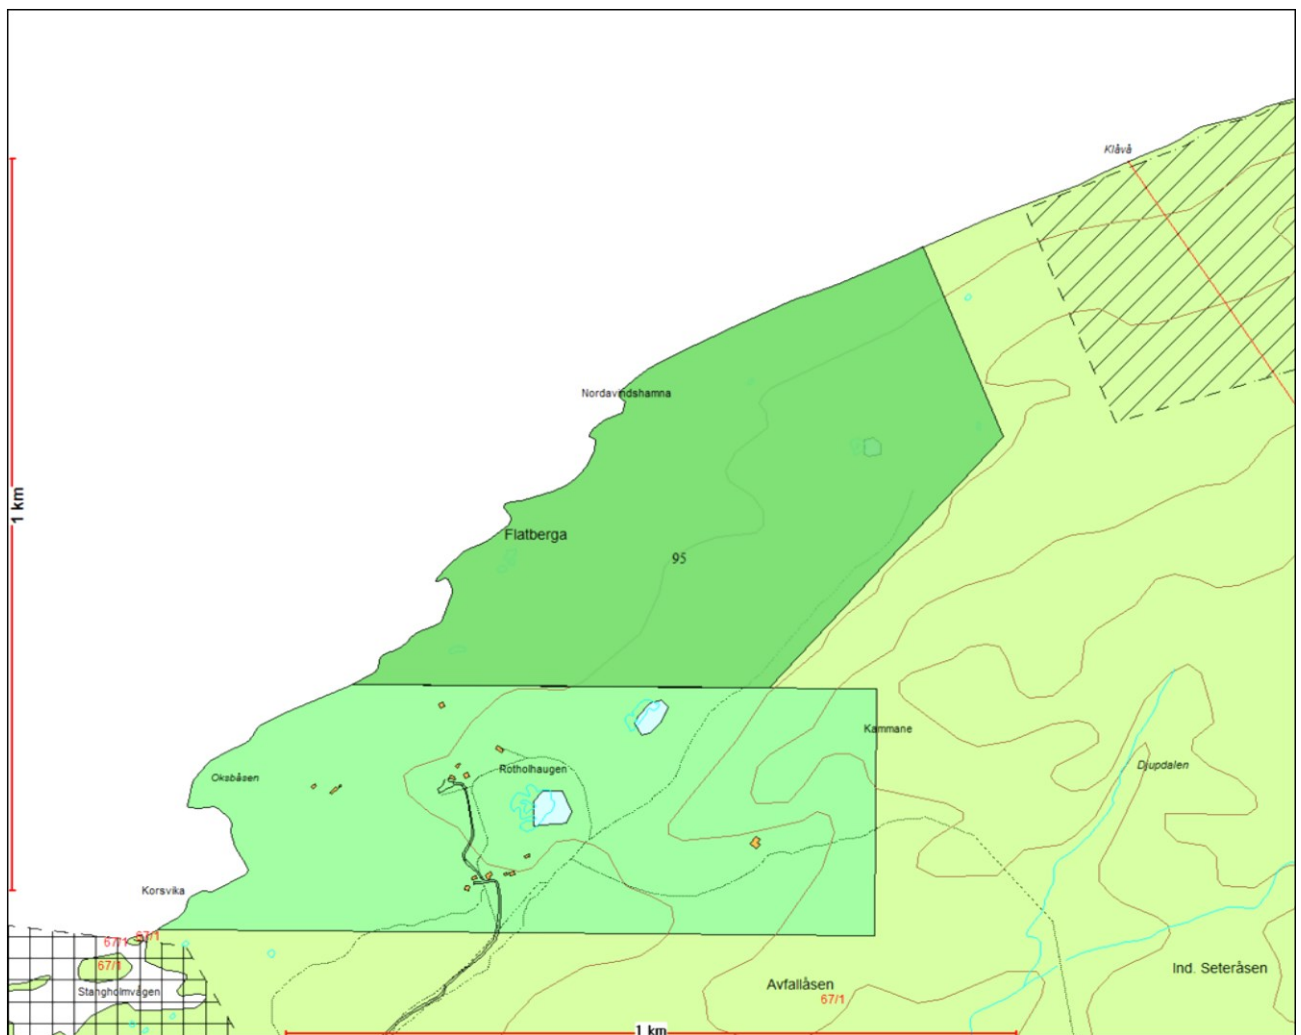 Klåvå
Nordavindshamna
1 km
Flatberga
95
Kammane
Oksbåsen
Rotholhaugen
Djupdalen
Korsvika
67/1
67/1
67/1
Stangholmvågen
Ind. Seteråsen
Avfallåsen
67/1
1 km